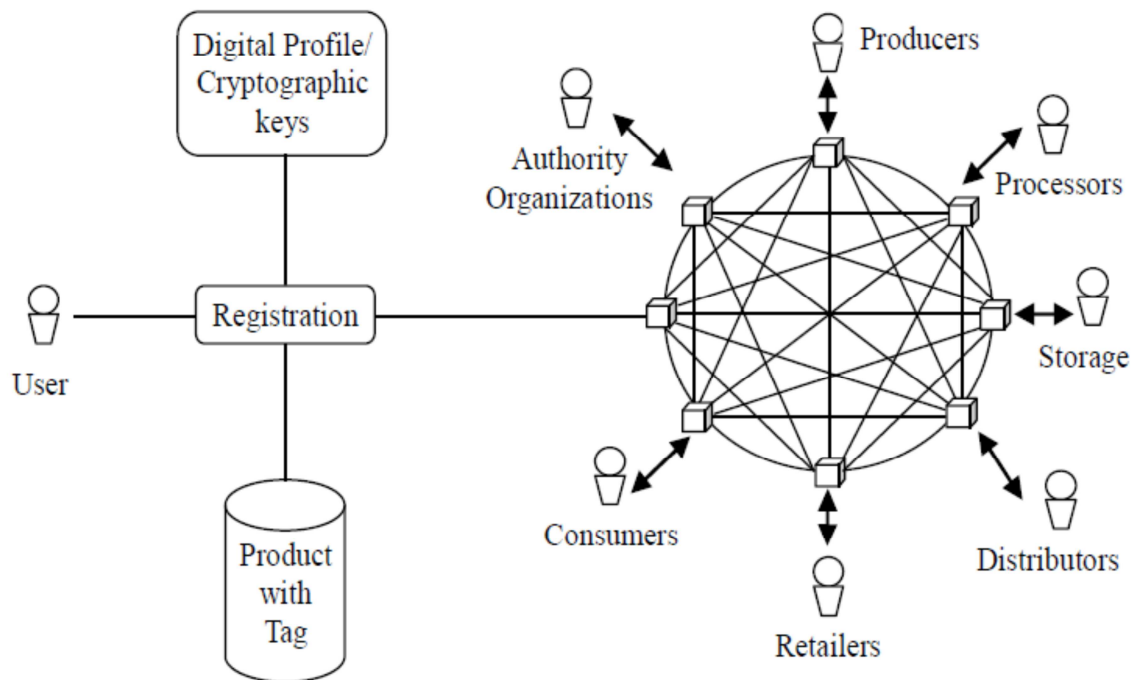 Digital Profile/
Cryptographic
keys
Registration
User
Product
with
Tag
Producers
Authority
Organizations
Processors
Storage
Consumers
Distributors
Retailers